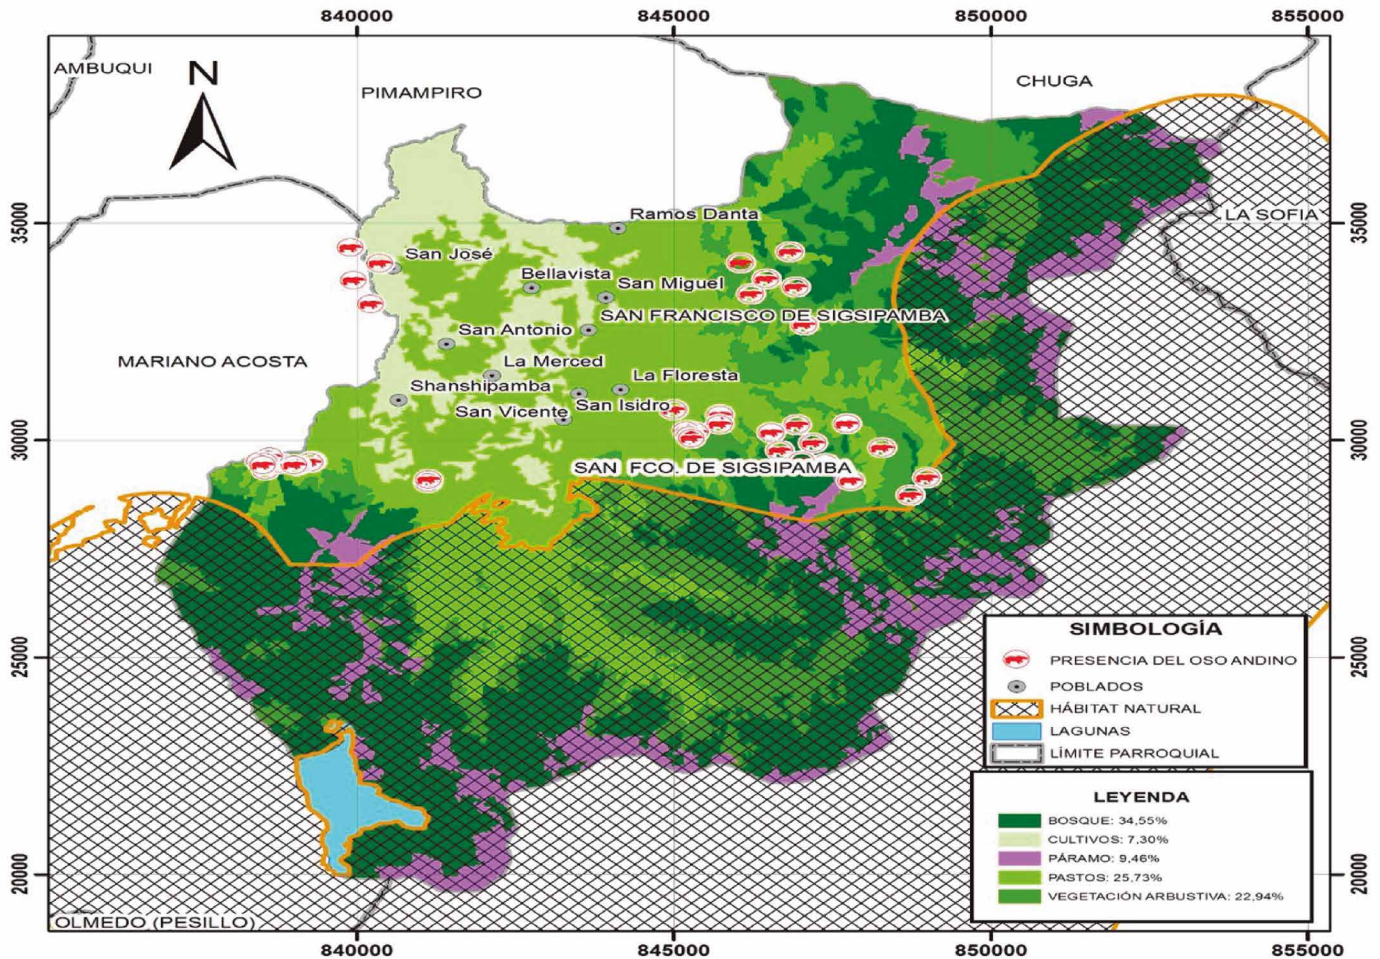 840000 845000 850000 855000
AMBUQUI
N
PIMAMPIRO
CHUGA
35000
35000
LA SOFIA
Ramos Danta
San José
Bellavista
San Miguel
SAN FRANCISCO DE SIGSIPAMBA
San Antonio
MARIANO ACOSTA
La Merced
La Floresta
Shanshipamba
San Isidro
San Vicente
30000
30000
SAN FCO. DE SIGSIPAMBA
25000
25000
SIMBOLOGÍA
PRESENCIA DEL OSO ANDINO
POBLADOS
HÁBITAT NATURAL
LAGUNAS
LÍMITE PARROQUIAL
LEYENDA
BOSQUE: 34,55%
CULTIVOS: 7,30%
PÁRAMO: 9,46%
PASTOS: 25,73%
VEGETACIÓN ARBUSTIVA: 22,94%
20000
20000
OLMEDO (PESILLO)
840000 845000 850000 855000